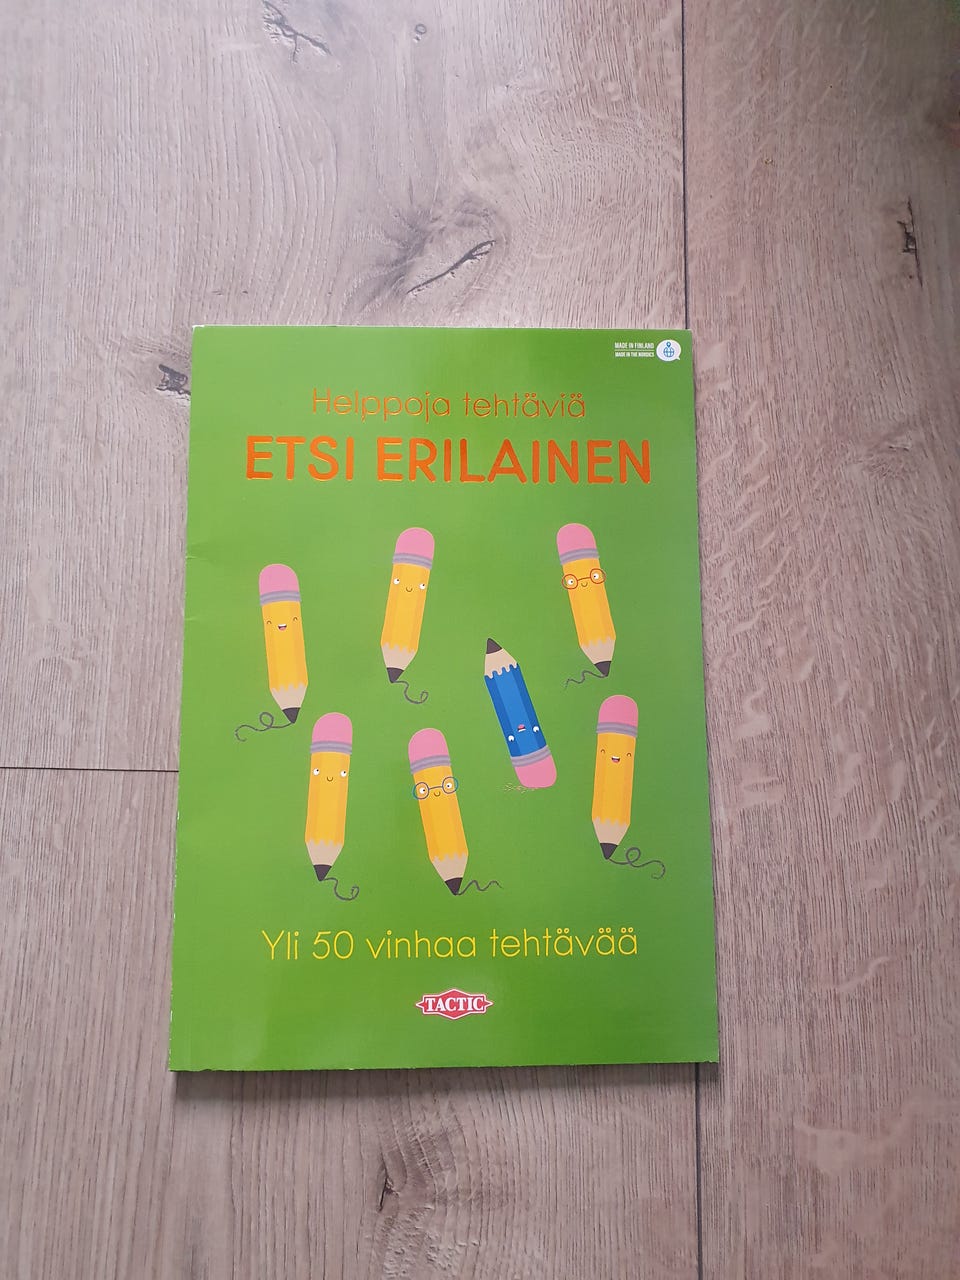 MADE IN FINLAND
MADE IN THE NORDICS
Helppoja tehtäviä
ETSI ERILAINEN
Yli 50 vinhaa tehtävää
TACTIC